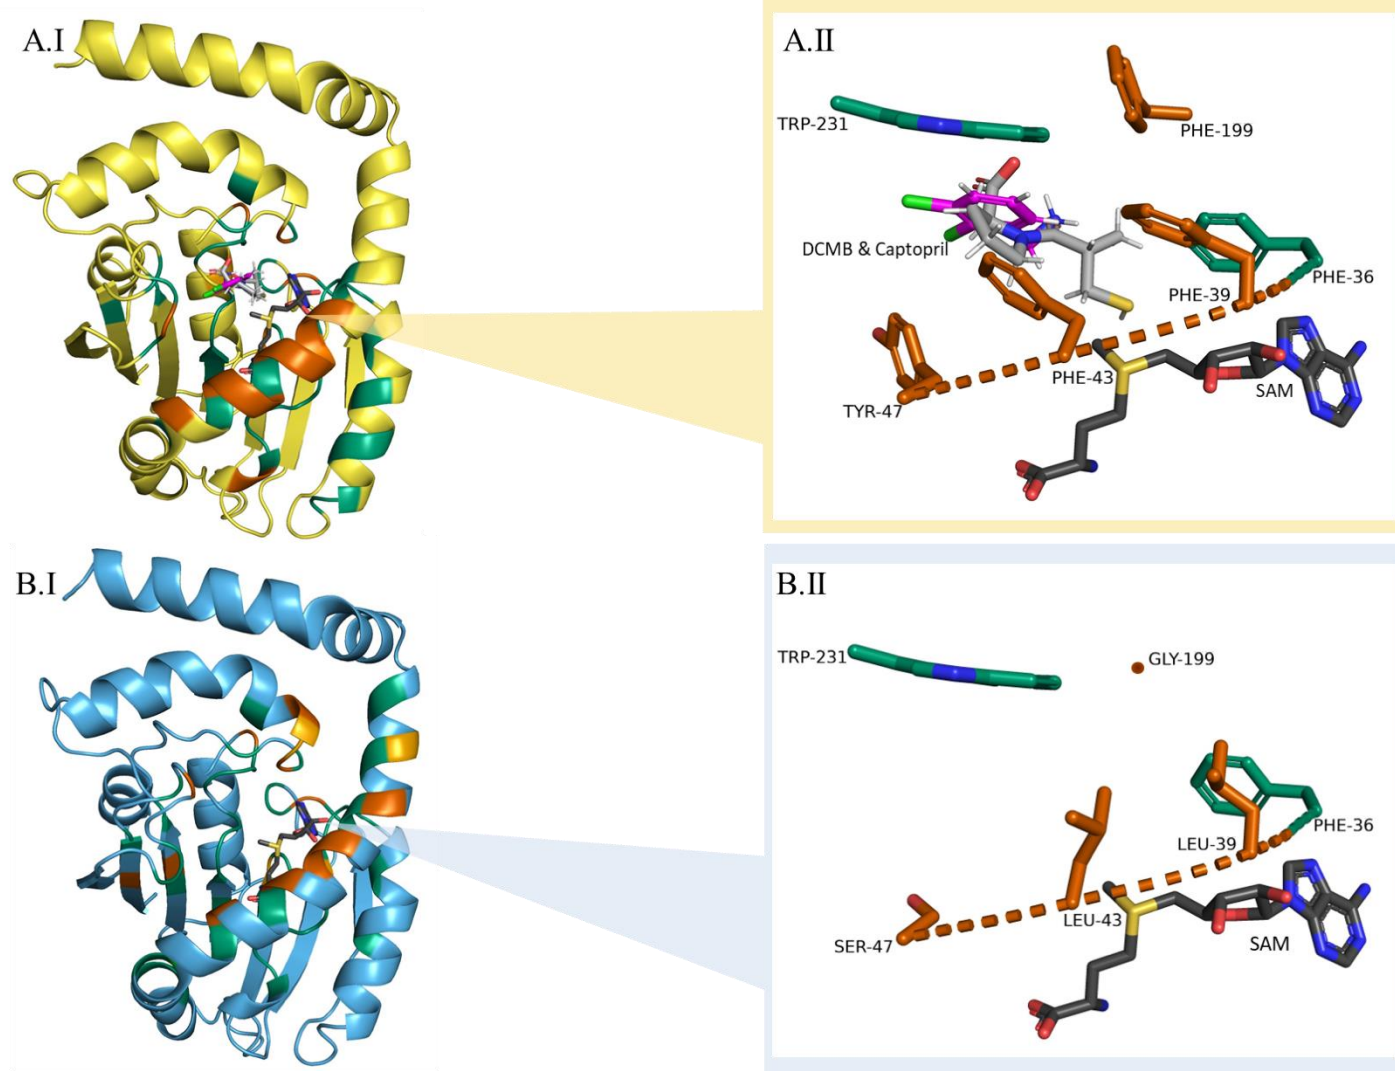 A.I
A.II
TRP-231
PHE-199
DCMB & Captopril
PHE-39
PHE-36
PHE-43
TYR-47
SAM
B.I
B.II
TRP-231
GLY-199
PHE-36
LEU-39
LEU-43
SER-47
SAM